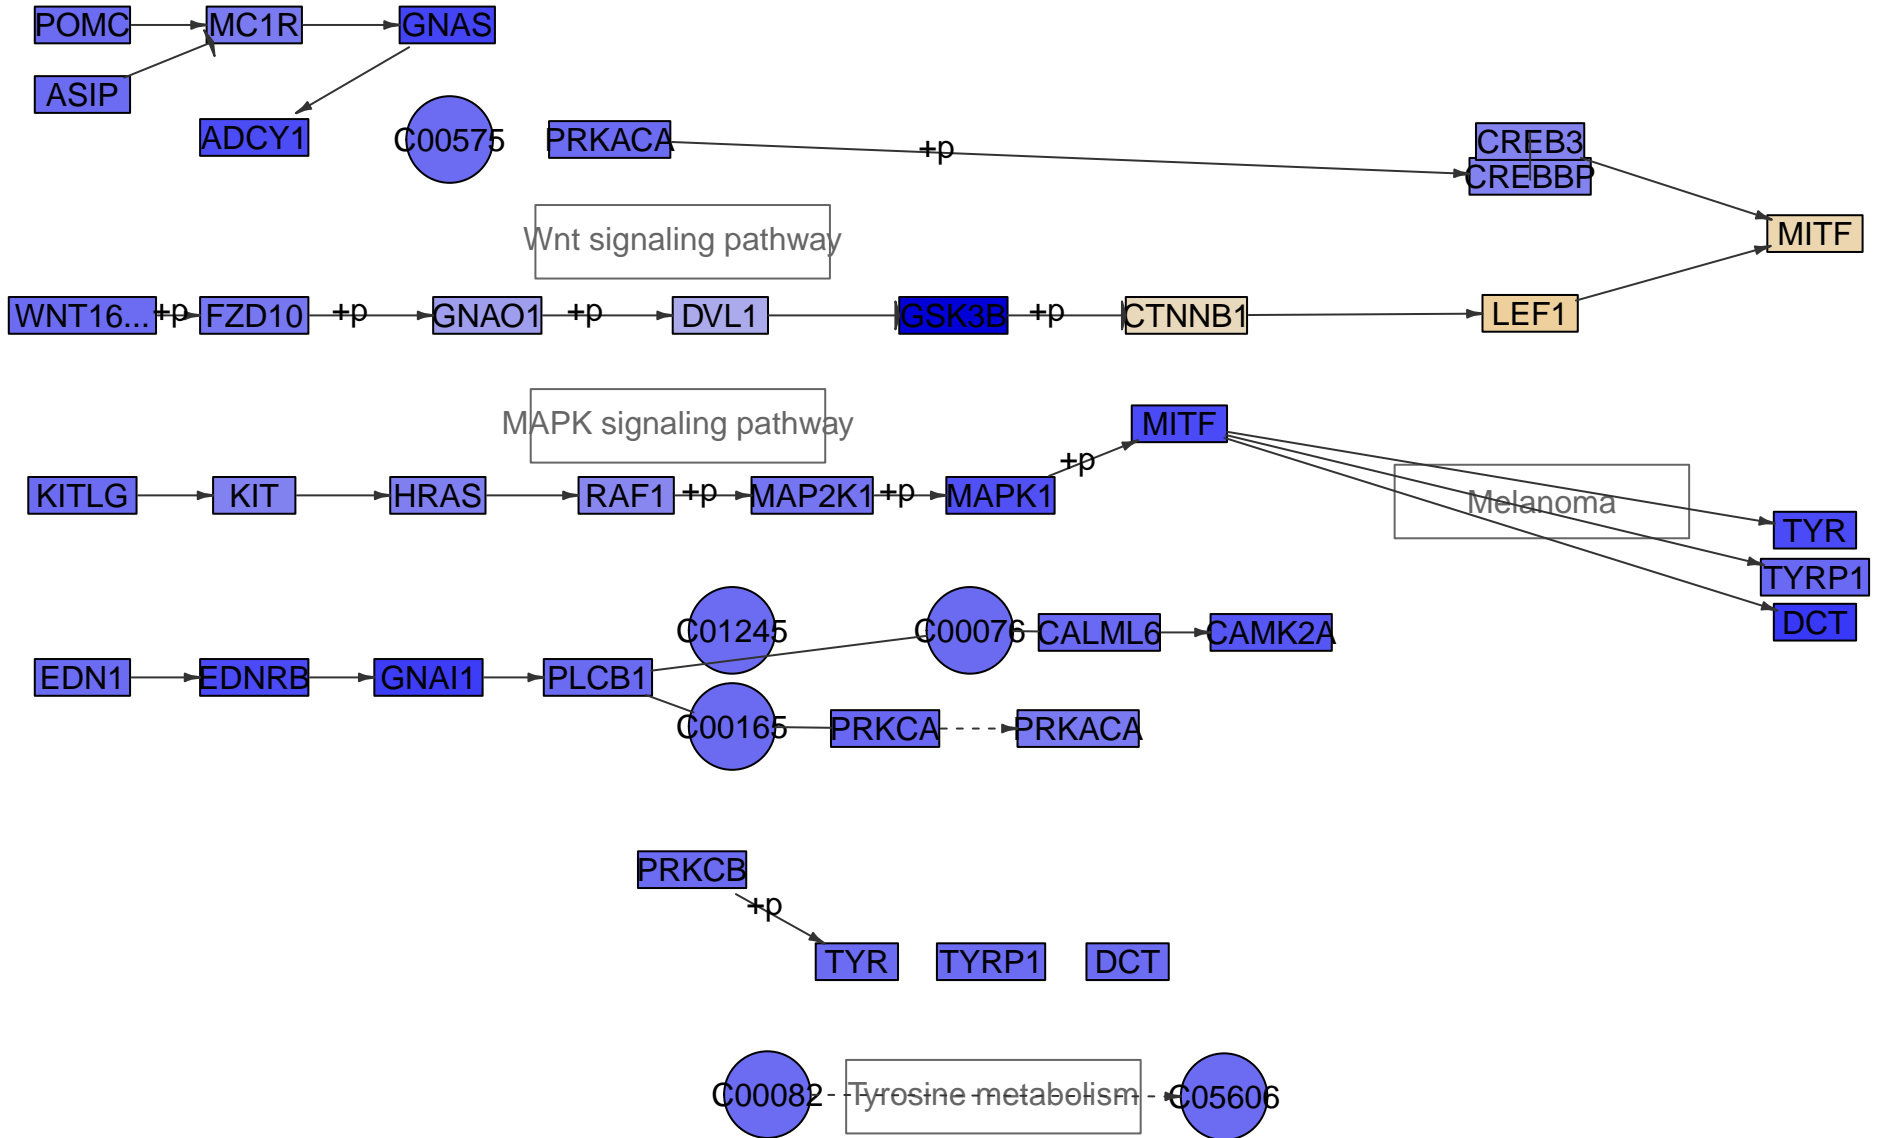 POMC
MC1R
GNAS
ASIP
ADCY1
C00575
PRKACA
+p
CREB3
CREBBP
Wnt signaling pathway
MITF
WNT16...
+p
FZD10
+p
GNAO1
+p
DVL1
GSK3B
+p
CTNNB1
LEF1
MAPK signaling pathway
MITF
+p
KITLG
KIT
HRAS
RAF1
+p
MAP2K1
+p
MAPK1
Melanoma
TYR
TYRP1
DCT
C01245
C00076
CALML6
CAMK2A
EDN1
EDNRB
GNAI1
PLCB1
C00165
PRKCA
PRKACA
PRKCB
+p
TYR
TYRP1
DCT
C00082
Tyrosine metabolism
C05606